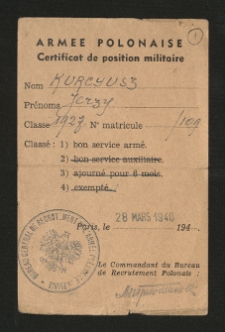 1
ARMEE POLONAISE
Certificat de position militaire
Nom KURCYUSZ
Prénoms Jerzy
Classe 1927 N° matricule /101
Classé : 1) bon service armé.
2) bon service auxiliaire.
3) ajourné pour 6 mois.
4) exempté.
28 MARS 1940
Paris, le 194
Le Commandant du Bureau
de Recrutement Polonais :